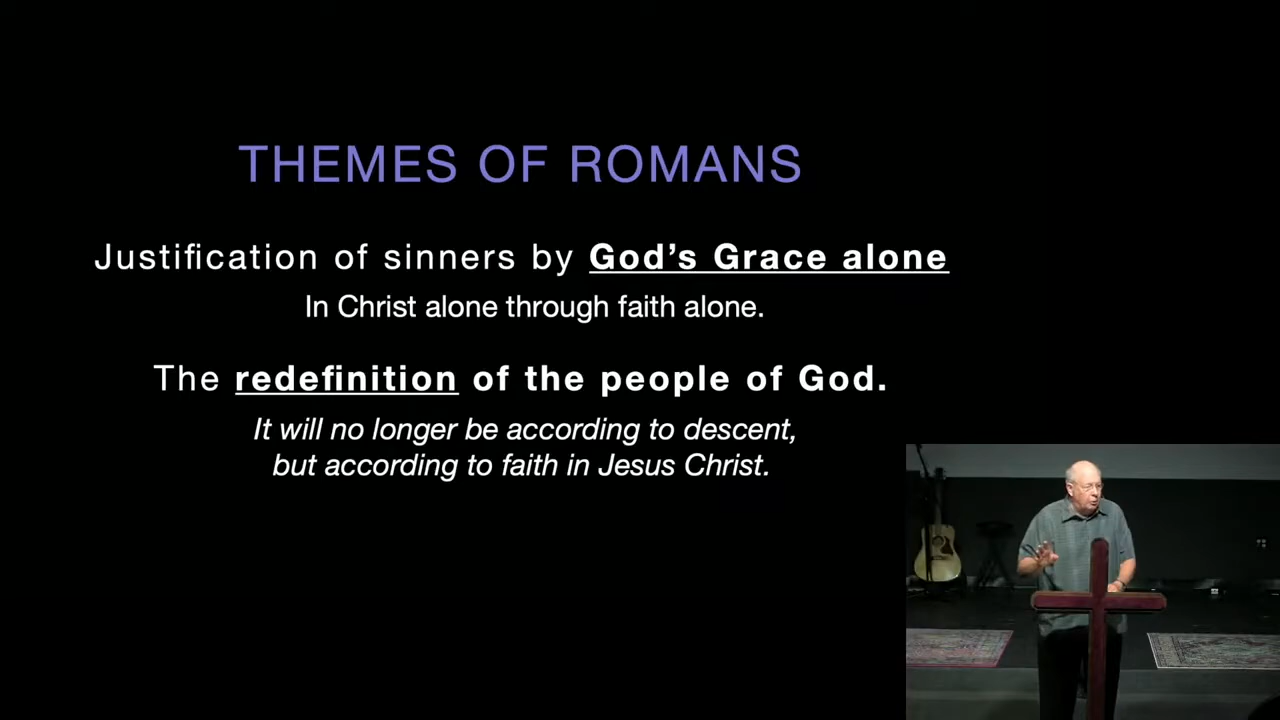 THEMES OF ROMANS
Justification of sinners by God’s Grace alone
In Christ alone through faith alone.
The redefinition of the people of God.
It will no longer be according to descent,
but according to faith in Jesus Christ.